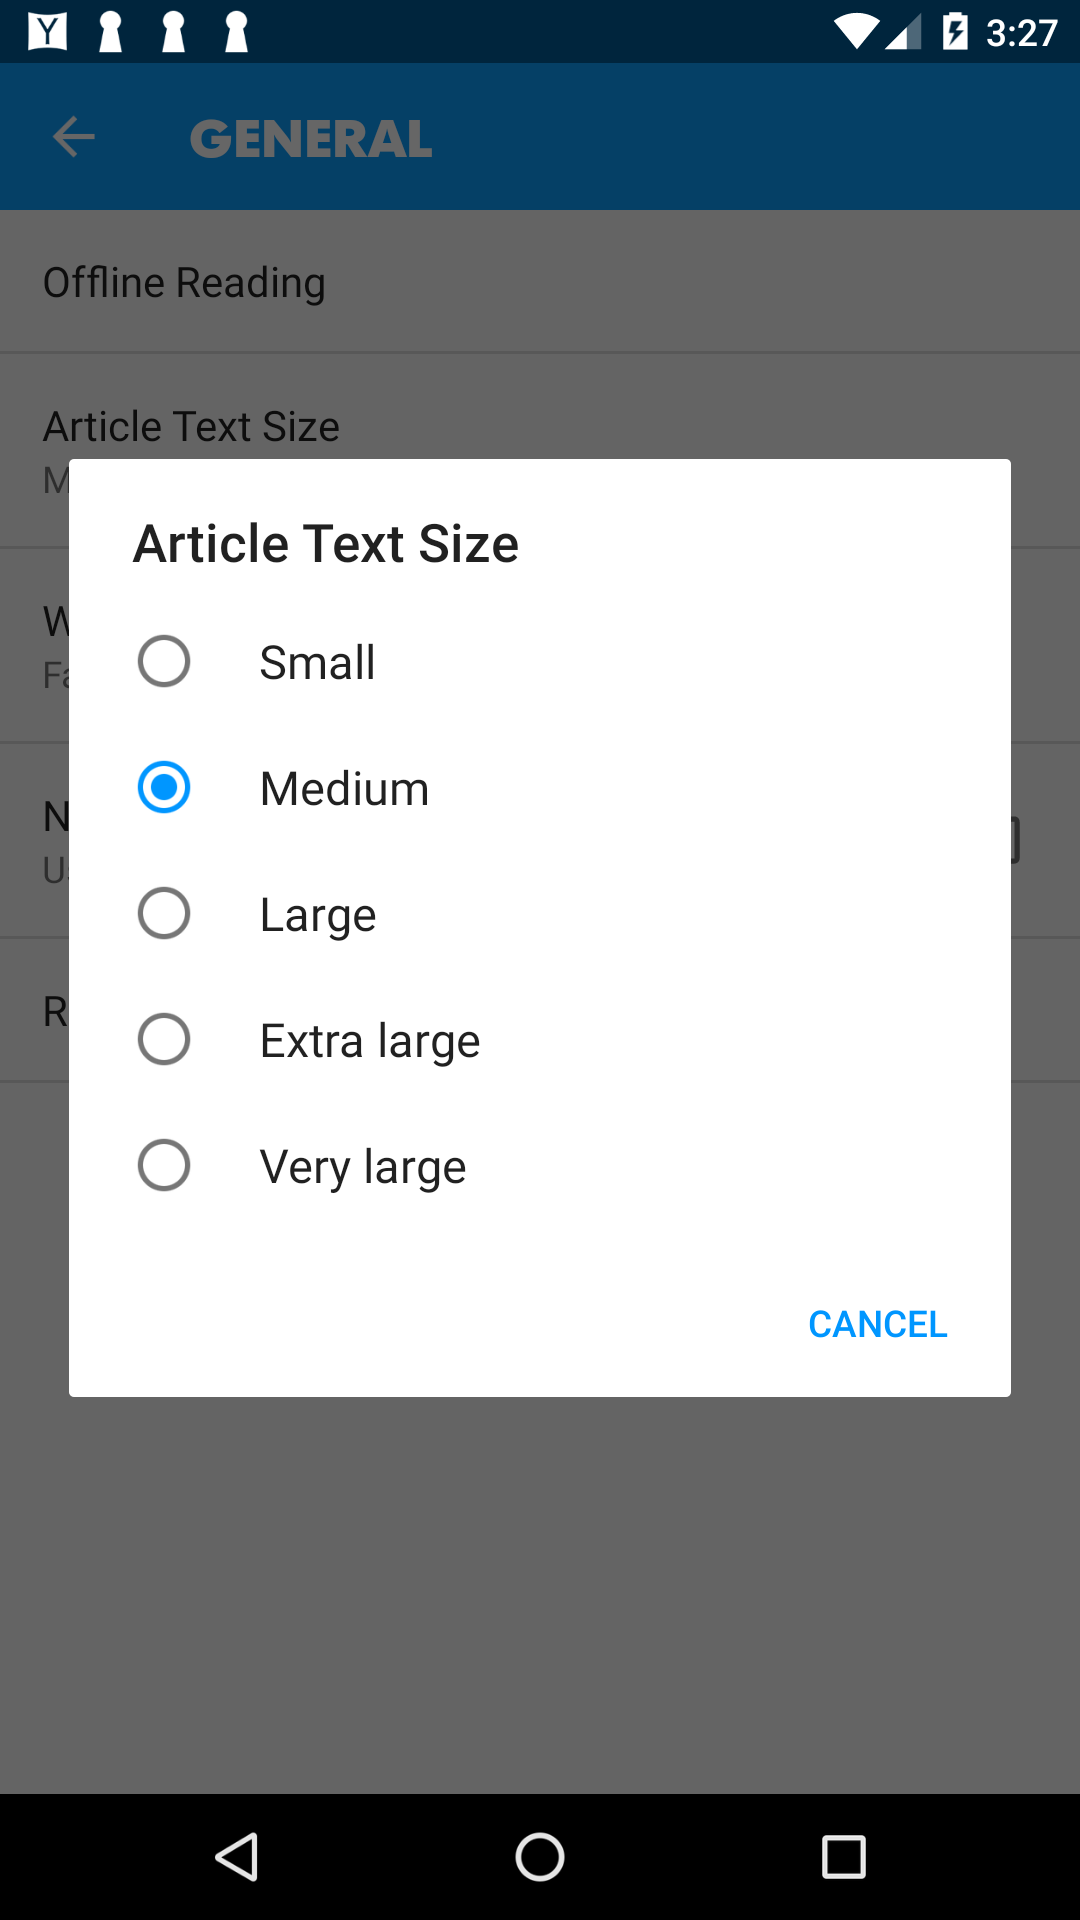 Y 3:27
GENERAL
Offline Reading
Article Text Size
Article Text Size
Small
Medium
Large
Extra large
Very large
CANCEL